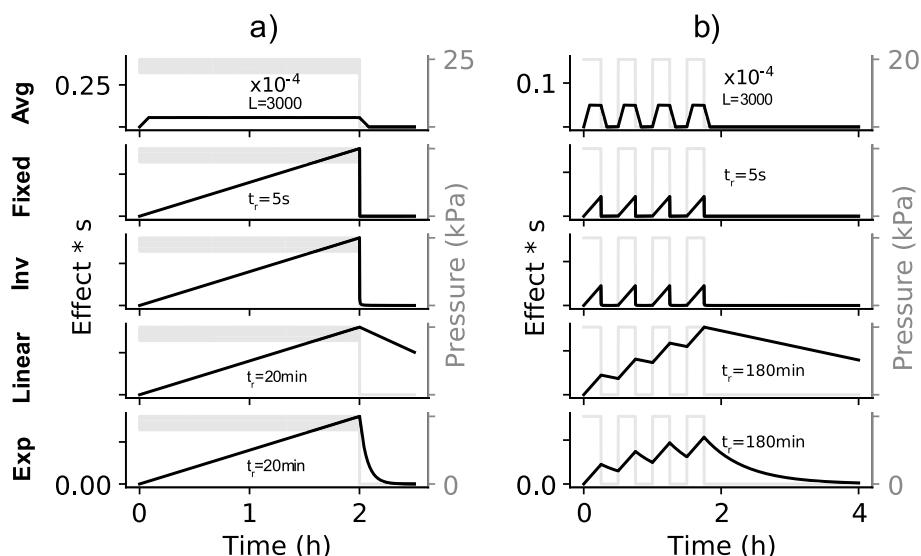 a)
b)
Avg
0.25
x10-4
L=3000
25
0.1
x10-4
L=3000
20
Fixed
tr=5s
tr=5s
Inv
Effect * s
Pressure (kPa)
Effect * s
Pressure (kPa)
Linear
tr=20min
tr=180min
Exp
tr=20min
tr=180min
0.00
0
0.0
0
0
1
2
0
2
4
Time (h)
Time (h)